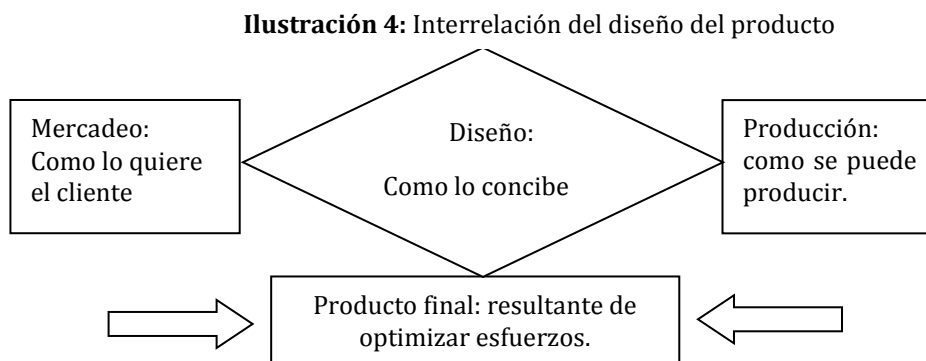 Ilustración 4: Interrelación del diseño del producto
Mercadeo:
Como lo quiere
el cliente
Diseño:
Como lo concibe
Producción:
como se puede
producir.
Producto final: resultante de
optimizar esfuerzos.